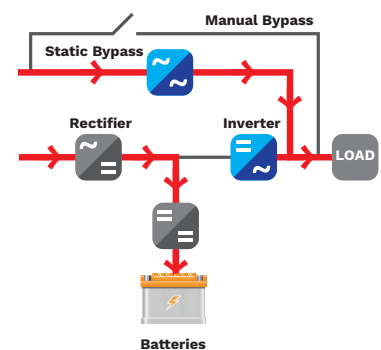 Manual Bypass
Static Bypass
Rectifier
Inverter
LOAD
Batteries